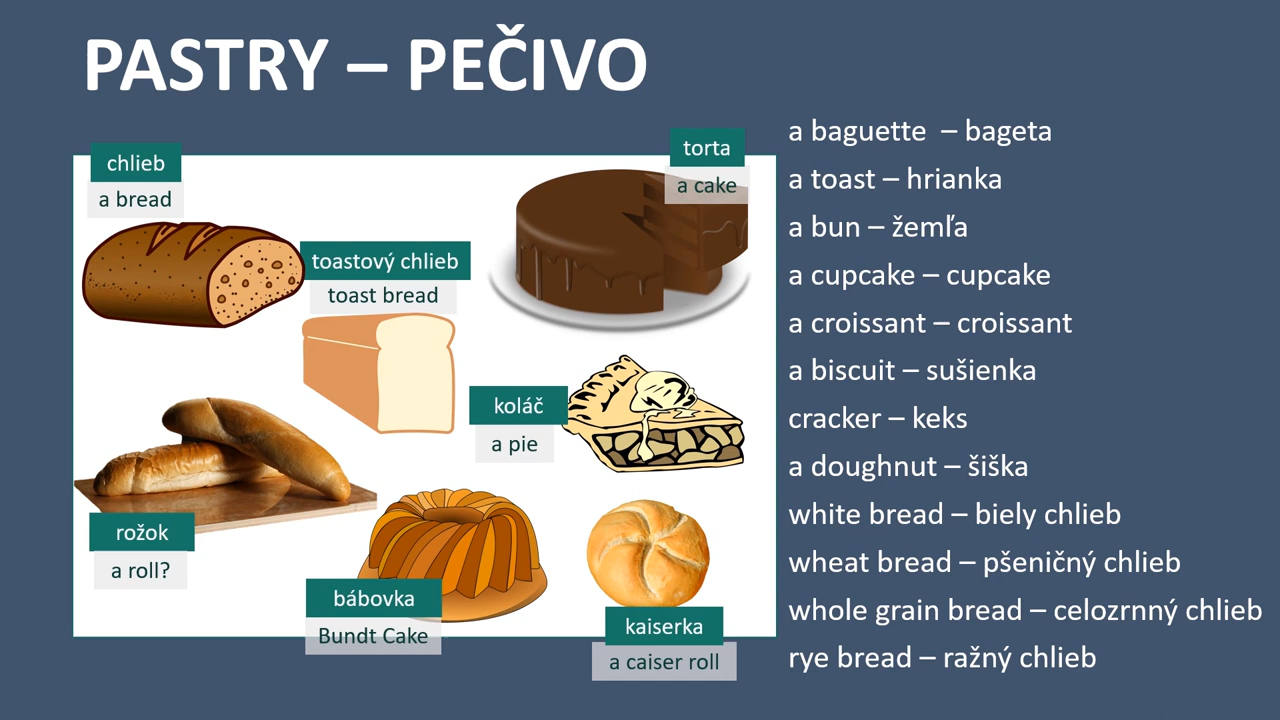 PASTRY – PEČIVO
chlieb
a bread
toastový chlieb
toast bread
torta
a cake
koláč
a pie
rožok
a roll?
bábovka
Bundt Cake
kaiserka
a caiser roll
a baguette – bageta
a toast – hrianka
a bun – žemľa
a cupcake – cupcake
a croissant – croissant
a biscuit – sušienka
cracker – keks
a doughnut – šiška
white bread – biely chlieb
wheat bread – pšeničný chlieb
whole grain bread – celozrnný chlieb
rye bread – ražný chlieb